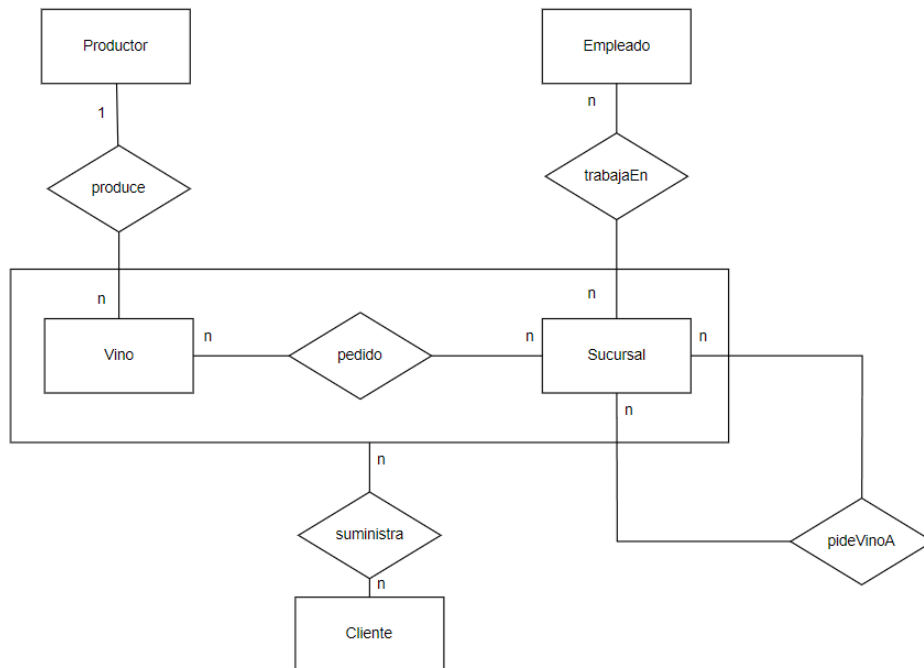 Productor
Empleado
1
n
produce
trabajaEn
n
n
Vino
n
pedido
n
Sucursal
n
n
n
suministra
pideVinoA
n
Cliente